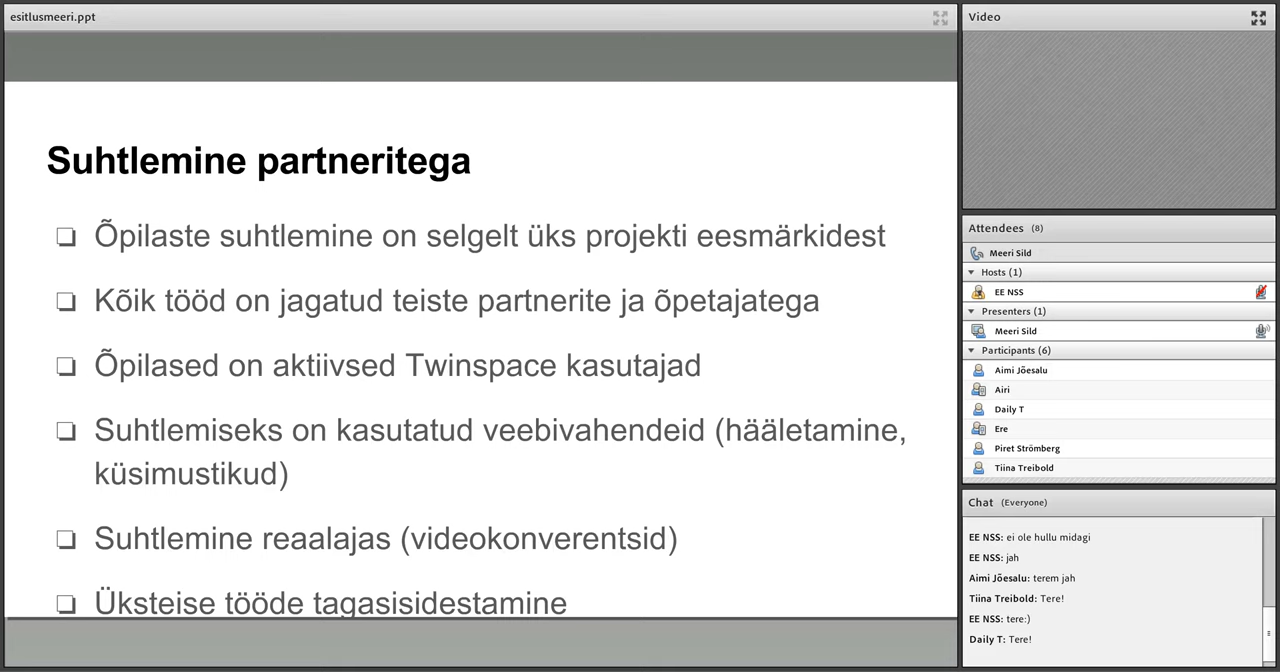 esitlusmeeri.ppt
Suhtlemine partneritega
❏ Õpilaste suhtlemine on selgelt üks projekti eesmärkidest
❏ Kõik tööd on jagatud teiste partnerite ja õpetajatega
❏ Õpilased on aktiivsed Twinspace kasutajad
❏ Suhtlemiseks on kasutatud veebivahendeid (hääletamine,
küsimustikud)
❏ Suhtlemine reaalajas (videokonverentsid)
❏ Üksteise tööde tagasisidestamine
Video
Attendees (8)
Meeri Sild
Hosts (1)
EE NSS
Presenters (1)
Meeri Sild
Participants (6)
Aimi Jõesalu
Airi
Daily T
Ere
Piret Strömberg
Tiina Treibold
Chat (Everyone)
EE NSS: ei ole hullu midagi
EE NSS: jah
Aimi Jõesalu: terem jah
Tiina Treibold: Tere!
EE NSS: tere:)
Daily T: Tere!